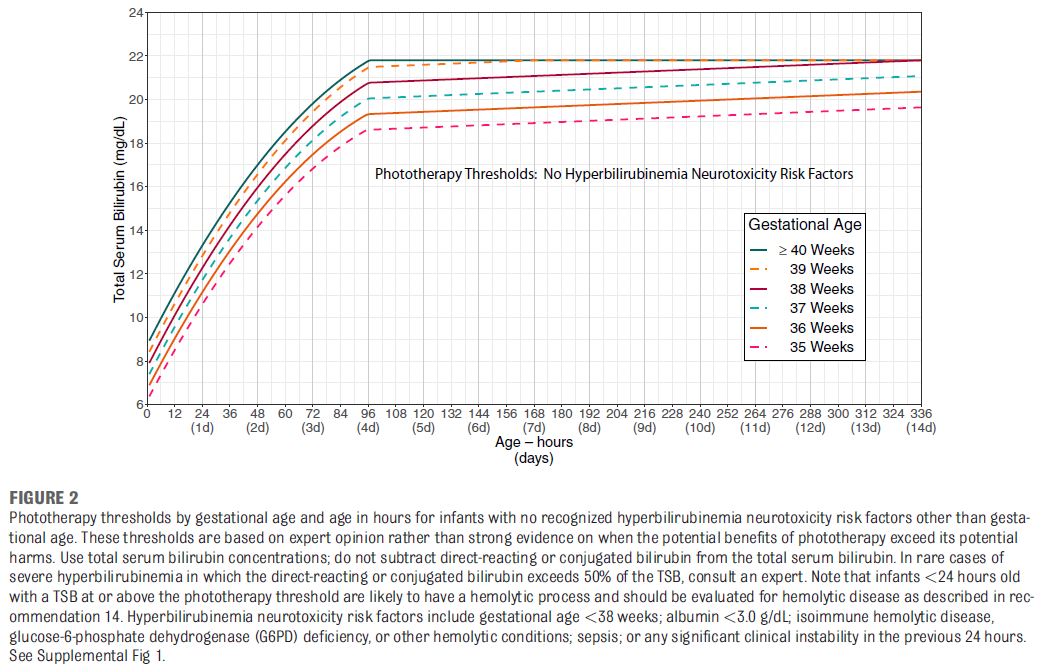 24
22
20
18
16
14
12
10
8
6
Total Serum Bilirubin (mg/dL)
Phototherapy Thresholds: No Hyperbilirubinemia Neurotoxicity Risk Factors
Gestational Age
≥ 40 Weeks
39 Weeks
38 Weeks
37 Weeks
36 Weeks
35 Weeks
0 12 24 36 48 60 72 84 96 108 120 132 144 156 168 180 192 204 216 228 240 252 264 276 288 300 312 324 336
(1d) (2d) (3d) (4d) (5d) (6d) (7d) (8d) (9d) (10d) (11d) (12d) (13d) (14d)
Age – hours
(days)
FIGURE 2
Phototherapy thresholds by gestational age and age in hours for infants with no recognized hyperbilirubinemia neurotoxicity risk factors other than gesta-
tional age. These thresholds are based on expert opinion rather than strong evidence on when the potential benefits of phototherapy exceed its potential
harms. Use total serum bilirubin concentrations; do not subtract direct-reacting or conjugated bilirubin from the total serum bilirubin. In rare cases of
severe hyperbilirubinemia in which the direct-reacting or conjugated bilirubin exceeds 50% of the TSB, consult an expert. Note that infants <24 hours old
with a TSB at or above the phototherapy threshold are likely to have a hemolytic process and should be evaluated for hemolytic disease as described in rec-
ommendation 14. Hyperbilirubinemia neurotoxicity risk factors include gestational age <38 weeks; albumin <3.0 g/dL; isoimmune hemolytic disease,
glucose-6-phosphate dehydrogenase (G6PD) deficiency, or other hemolytic conditions; sepsis; or any significant clinical instability in the previous 24 hours.
See Supplemental Fig 1.